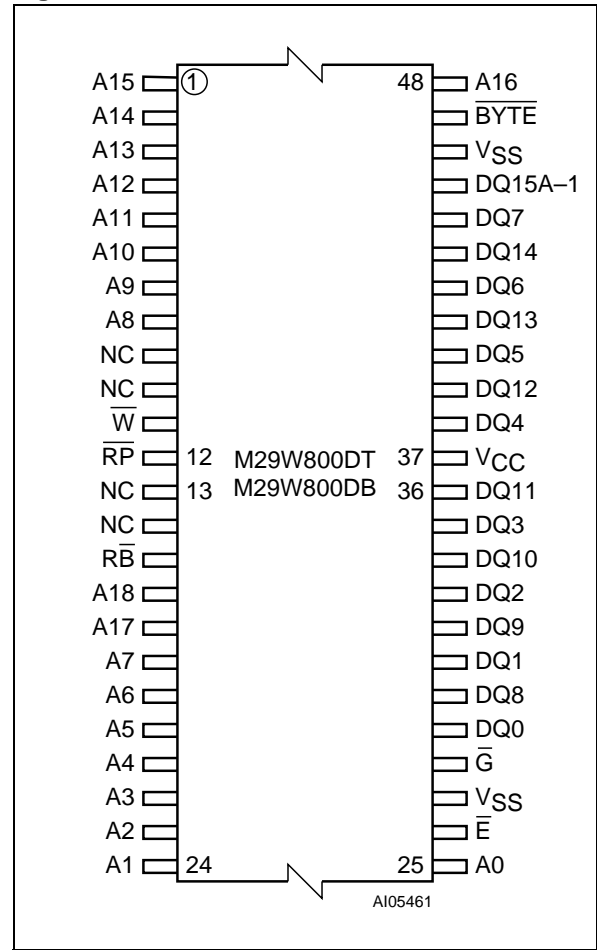 A15 ① 48 A16
A14 B̅Y̅T̅E̅
A13 VSS
A12 DQ15A–1
A11 DQ7
A10 DQ14
A9 DQ6
A8 DQ13
NC DQ5
NC DQ12
W̅ DQ4
R̅P̅ 12 M29W800DT 37 VCC
NC 13 M29W800DB 36 DQ11
NC DQ3
RB̅ DQ10
A18 DQ2
A17 DQ9
A7 DQ1
A6 DQ8
A5 DQ0
A4 G̅
A3 VSS
A2 E̅
A1 24 25 A0
AI05461